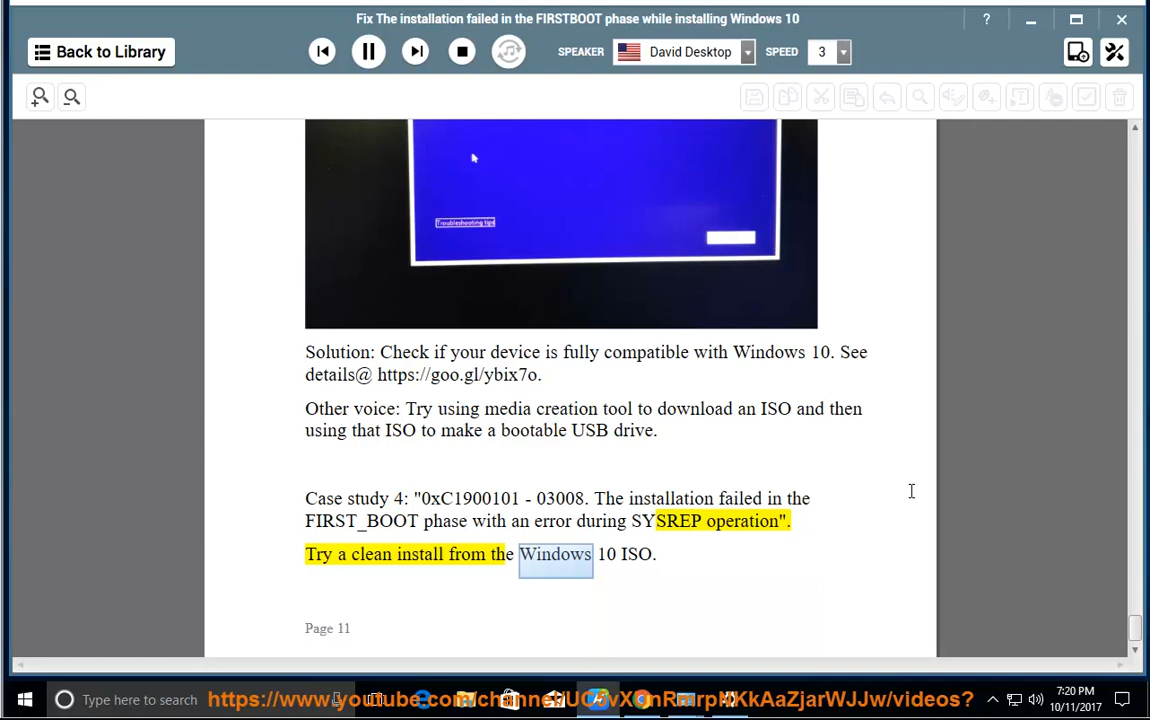 Fix The installation failed in the FIRSTBOOT phase while installing Windows 10
?
Back to Library
SPEAKER
David Desktop
SPEED
3
Troubleshooting tips
Solution: Check if your device is fully compatible with Windows 10. See
details@ https://goo.gl/ybix7o.
Other voice: Try using media creation tool to download an ISO and then
using that ISO to make a bootable USB drive.
Case study 4: "0xC1900101 - 03008. The installation failed in the
FIRST_BOOT phase with an error during SYSREP operation".
Try a clean install from the Windows 10 ISO.
Page 11
Type here to search
7:20 PM
10/11/2017